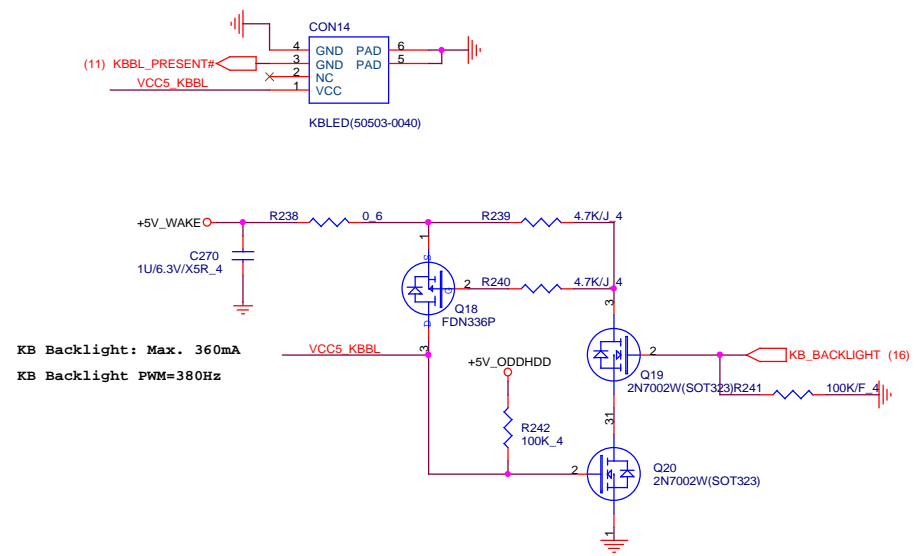 CON14
4 GND PAD 6
(11) KBBL_PRESENT# 3 GND PAD 5
2 NC
VCC5_KBBL 1 VCC
KBLED(50503-0040)
+5V_WAKE R238 0_6 R239 4.7K/J_4
C270
1U/6.3V/X5R_4
1
S
2 G R240 4.7K/J_4
Q18
FDN336P
D
3
3
KB Backlight: Max. 360mA
VCC5_KBBL
2 KB_BACKLIGHT (16)
+5V_ODDHDD
KB Backlight PWM=380Hz
Q19
2N7002W(SOT323)
R241 100K/F_4
R242
100K_4
31
2
Q20
2N7002W(SOT323)
1